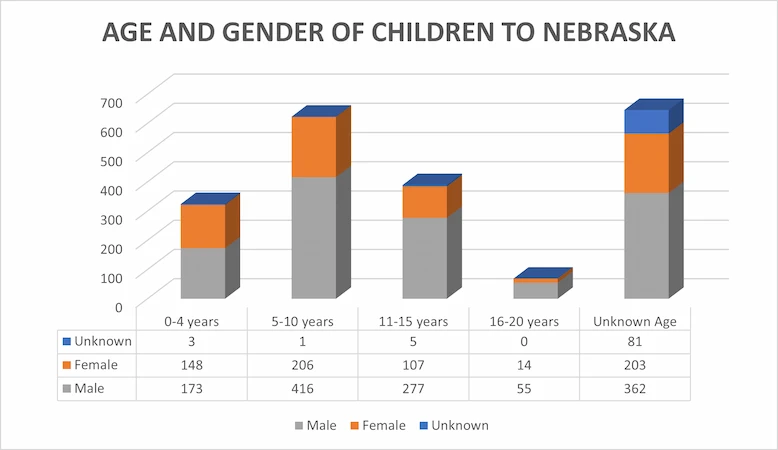 AGE AND GENDER OF CHILDREN TO NEBRASKA
700
600
500
400
300
200
100
0
0-4 years 5-10 years 11-15 years 16-20 years Unknown Age
Unknown 3 1 5 0 81
Female 148 206 107 14 203
Male 173 416 277 55 362
Male Female Unknown